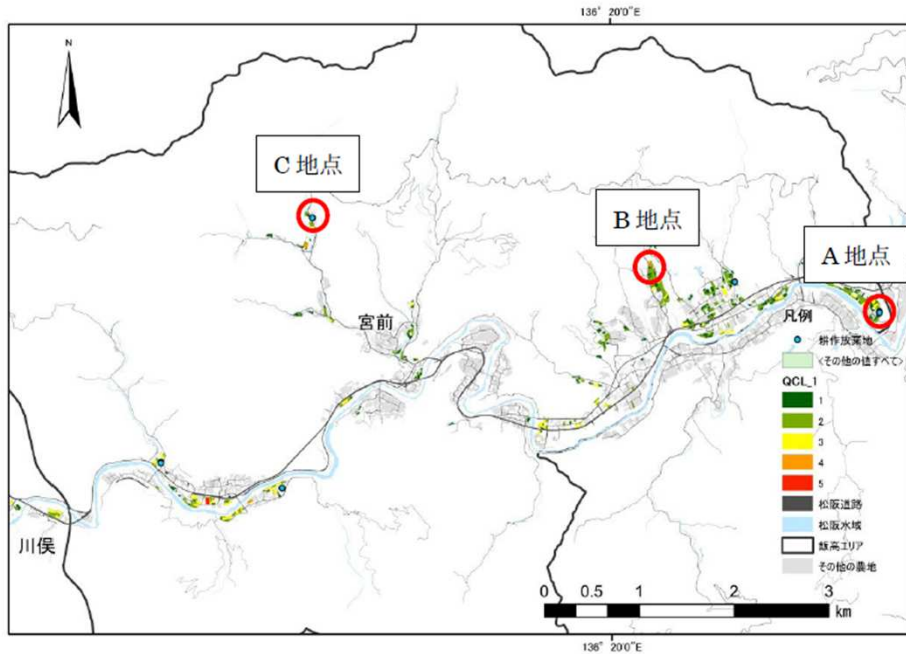 136° 20'0"E
N
C 地点
B 地点
A 地点
宮前
川俣
凡例
耕作放棄地
<その他の値すべて>
QCL_1
1
2
3
4
5
松阪道路
松阪水域
飯高エリア
その他の農地
0 0.5 1 2 3
km
136° 20'0"E